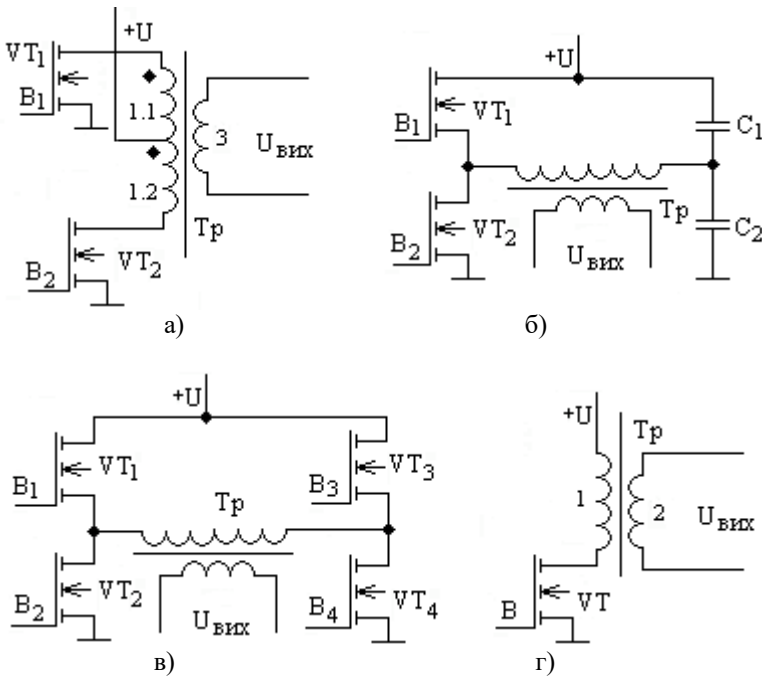 +U
VT1
B1
1.1
3
Uвих
1.2
Tp
B2
VT2
а)
+U
B1
VT1
C1
B2
VT2
Tp
C2
Uвих
б)
+U
B1
VT1
B3
VT3
Tp
B2
VT2
Uвих
B4
VT4
в)
+U
Tp
1
2
Uвих
B
VT
г)